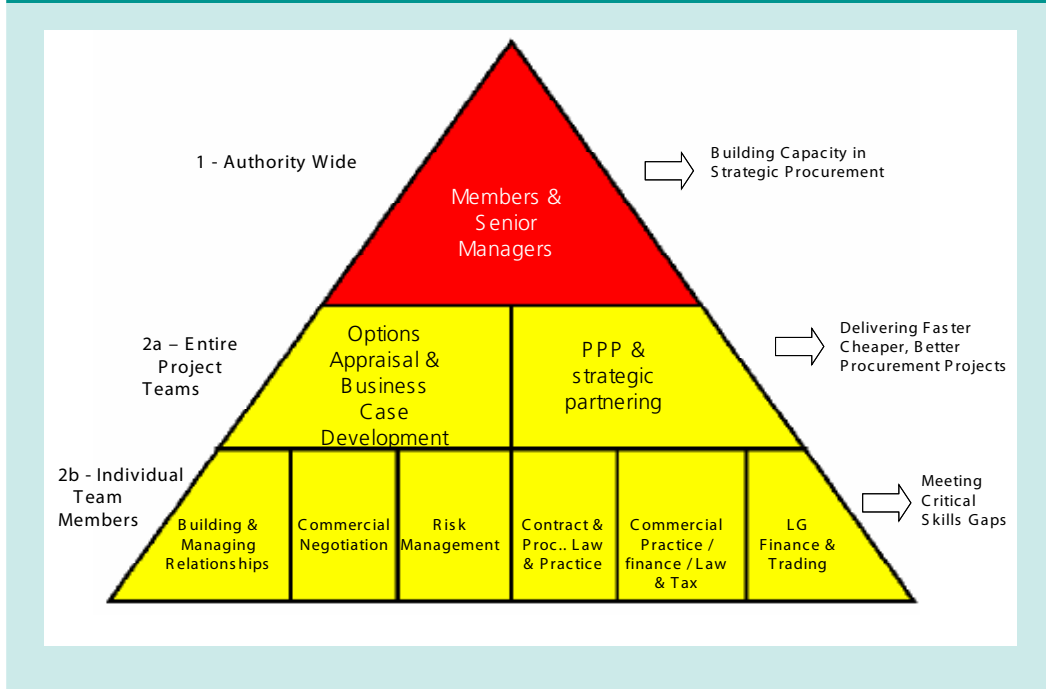 1 - Authority Wide
Members &
Senior
Managers
Building Capacity in
Strategic Procurement
2a – Entire
Project
Teams
Options
Appraisal &
Business
Case
Development
PPP &
strategic
partnering
Delivering Faster
Cheaper, Better
Procurement Projects
2b - Individual
Team
Members
Building &
Managing
Relationships
Commercial
Negotiation
Risk
Management
Contract &
Proc.. Law
& Practice
Commercial
Practice /
finance / Law
& Tax
LG
Finance &
Trading
Meeting
Critical
Skills Gaps